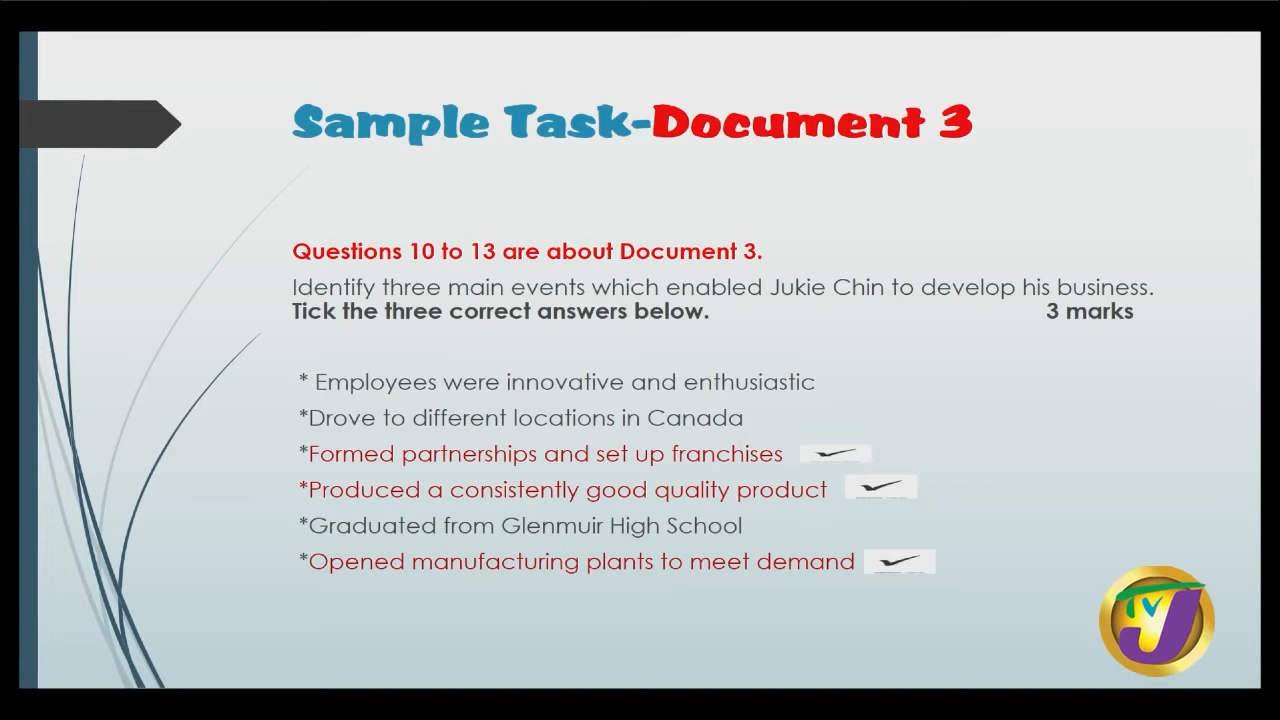 Sample Task-Document 3
Questions 10 to 13 are about Document 3.
Identify three main events which enabled Jukie Chin to develop his business.
Tick the three correct answers below. 3 marks
* Employees were innovative and enthusiastic
*Drove to different locations in Canada
*Formed partnerships and set up franchises
*Produced a consistently good quality product
*Graduated from Glenmuir High School
*Opened manufacturing plants to meet demand
TVJ